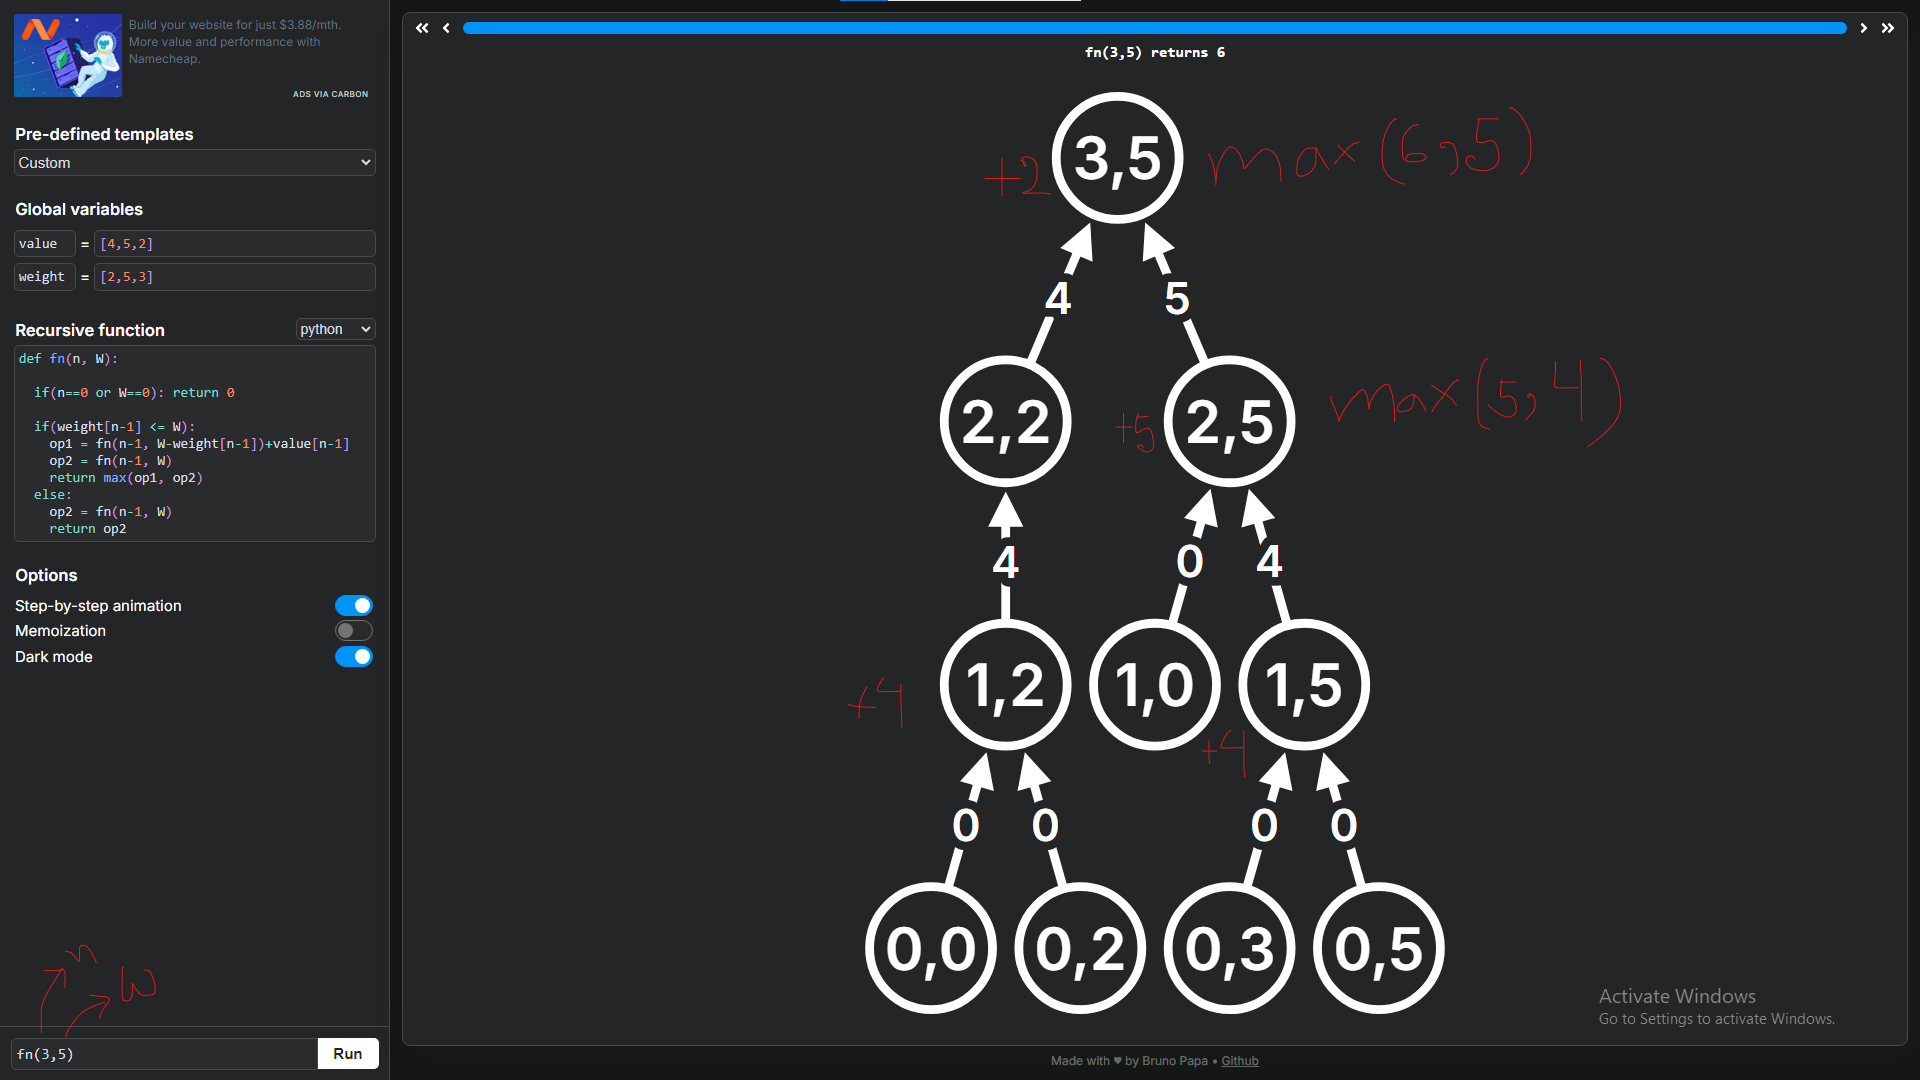 Build your website for just $3.88/mth.
More value and performance with
Namecheap.
ADS VIA CARBON
Pre-defined templates
Custom
Global variables
value = [4,5,2]
weight = [2,5,3]
Recursive function python
def fn(n, W):
if(n==0 or W==0): return 0
if(weight[n-1] <= W):
op1 = fn(n-1, W-weight[n-1])+value[n-1]
op2 = fn(n-1, W)
return max(op1, op2)
else:
op2 = fn(n-1, W)
return op2
Options
Step-by-step animation
Memoization
Dark mode
n
W
fn(3,5) Run
fn(3,5) returns 6
+2 3,5 max(6,5)
4 5
2,2 +5 2,5 max(5,4)
4 0 4
+4 1,2 1,0 +4 1,5
0 0 0 0
0,0 0,2 0,3 0,5
Activate Windows
Go to Settings to activate Windows.
Made with ♥ by Bruno Papa • Github